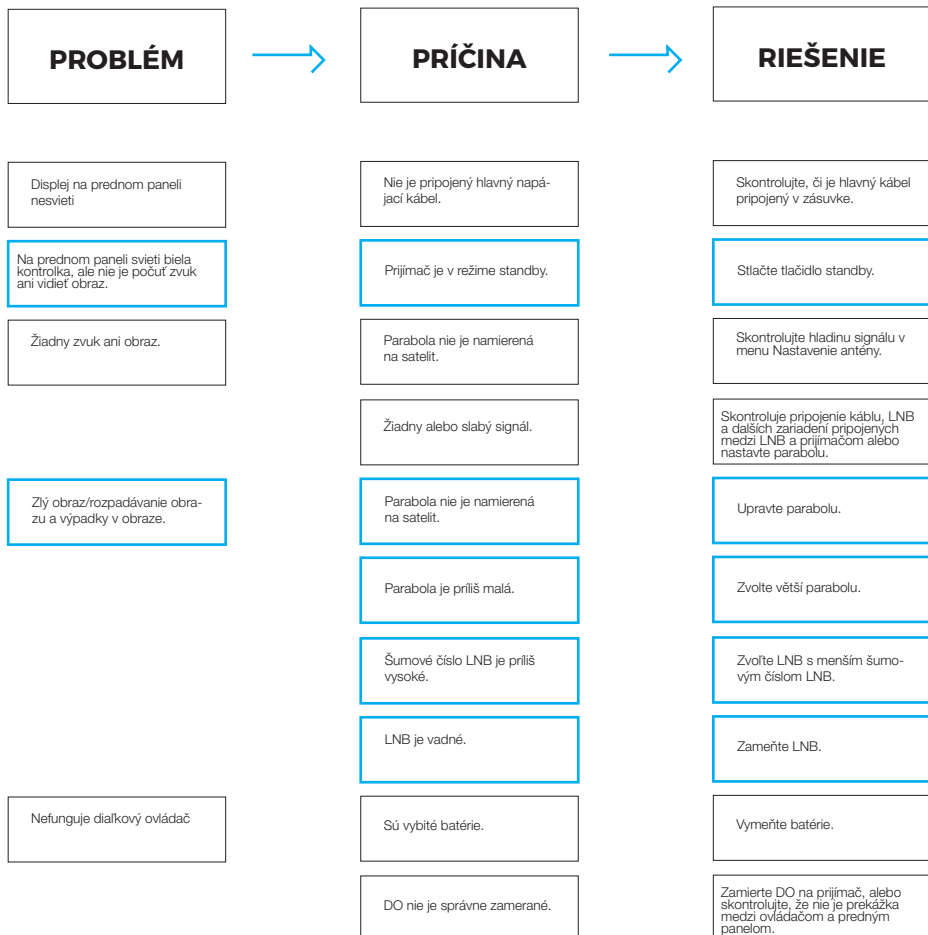 PROBLÉM
PRÍČINA
RIEŠENIE
Displej na prednom paneli
nesvieti
Nie je pripojený hlavný napá-
jací kábel.
Skontrolujte, či je hlavný kábel
pripojený v zásuvke.
Na prednom paneli svieti biela
kontrolka, ale nie je počuť zvuk
ani vidieť obraz.
Prijímač je v režime standby.
Stlačte tlačidlo standby.
Žiadny zvuk ani obraz.
Parabola nie je namierená
na satelit.
Skontrolujte hladinu signálu v
menu Nastavenie antény.
Žiadny alebo slabý signál.
Skontroluje pripojenie káblu, LNB
a dalších zariadení pripojených
medzi LNB a prijímačom alebo
nastavte parabolu.
Zlý obraz/rozpadávanie obra-
zu a výpadky v obraze.
Parabola nie je namierená
na satelit.
Upravte parabolu.
Parabola je príliš malá.
Zvolte větší parabolu.
Šumové číslo LNB je príliš
vysoké.
Zvoľte LNB s menším šumo-
vým číslom LNB.
LNB je vadné.
Zameňte LNB.
Nefunguje diaľkový ovládač
Sú vybité batérie.
Vymeňte batérie.
DO nie je správne zamerané.
Zamierte DO na prijímač, alebo
skontrolujte, že nie je prekážka
medzi ovládačom a predným
panelom.